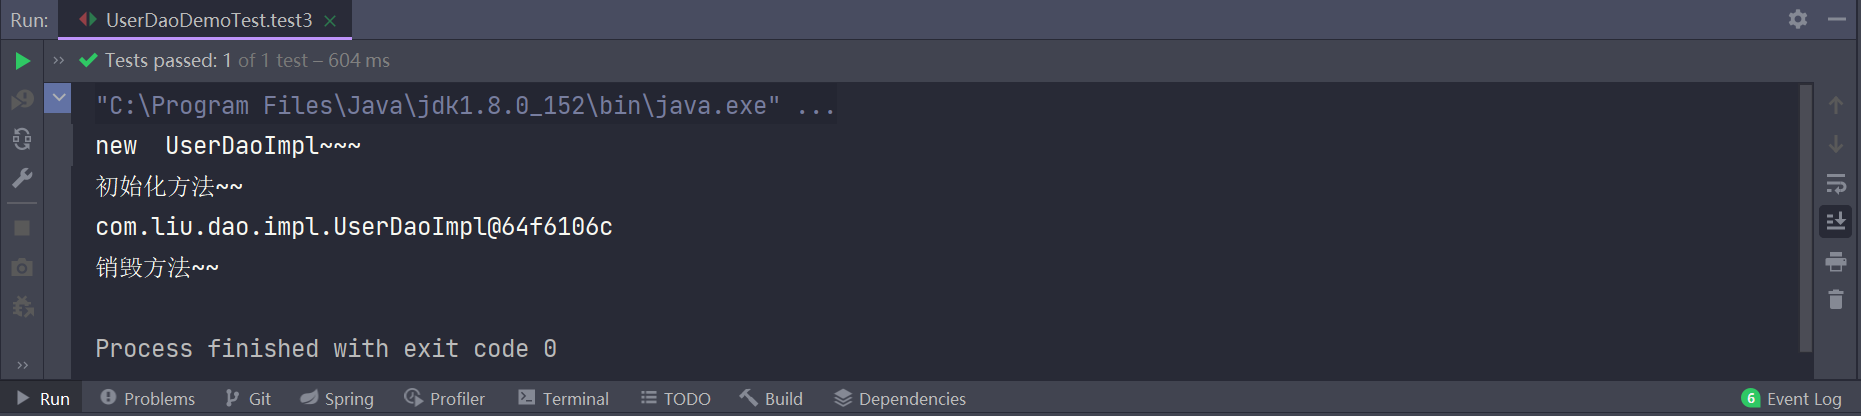 Run: UserDaoDemoTest.test3 ×
» Tests passed: 1 of 1 test – 604 ms
"C:\Program Files\Java\jdk1.8.0_152\bin\java.exe" ...
new  UserDaoImpl~~~
初始化方法~~
com.liu.dao.impl.UserDaoImpl@64f6106c
销毁方法~~
Process finished with exit code 0
»
Run Problems Git Spring Profiler Terminal TODO Build Dependencies 6 Event Log